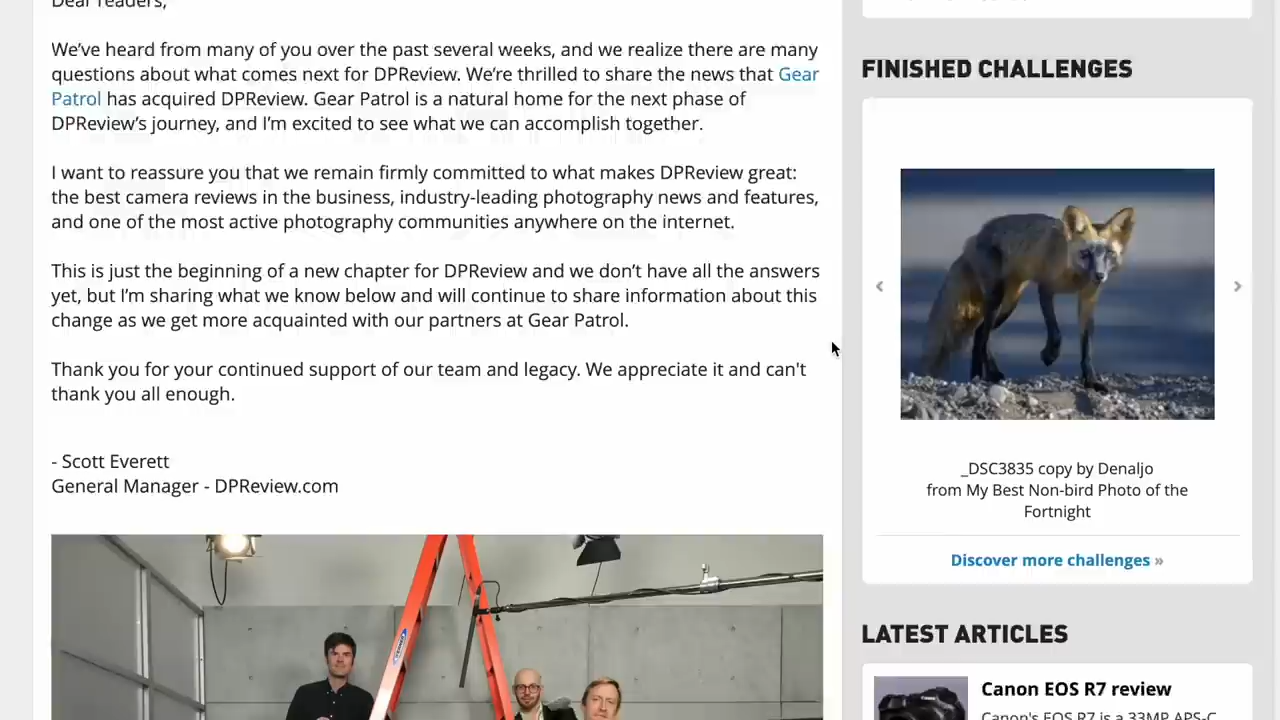 Dear readers,
We've heard from many of you over the past several weeks, and we realize there are many
questions about what comes next for DPReview. We're thrilled to share the news that Gear
Patrol has acquired DPReview. Gear Patrol is a natural home for the next phase of
DPReview's journey, and I'm excited to see what we can accomplish together.
I want to reassure you that we remain firmly committed to what makes DPReview great:
the best camera reviews in the business, industry-leading photography news and features,
and one of the most active photography communities anywhere on the internet.
This is just the beginning of a new chapter for DPReview and we don't have all the answers
yet, but I'm sharing what we know below and will continue to share information about this
change as we get more acquainted with our partners at Gear Patrol.
Thank you for your continued support of our team and legacy. We appreciate it and can't
thank you all enough.
- Scott Everett
General Manager - DPReview.com
FINISHED CHALLENGES
‹
›
_DSC3835 copy by Denaljo
from My Best Non-bird Photo of the
Fortnight
Discover more challenges »
LATEST ARTICLES
Canon EOS R7 review
Canon's EOS R7 is a 33MP APS-C